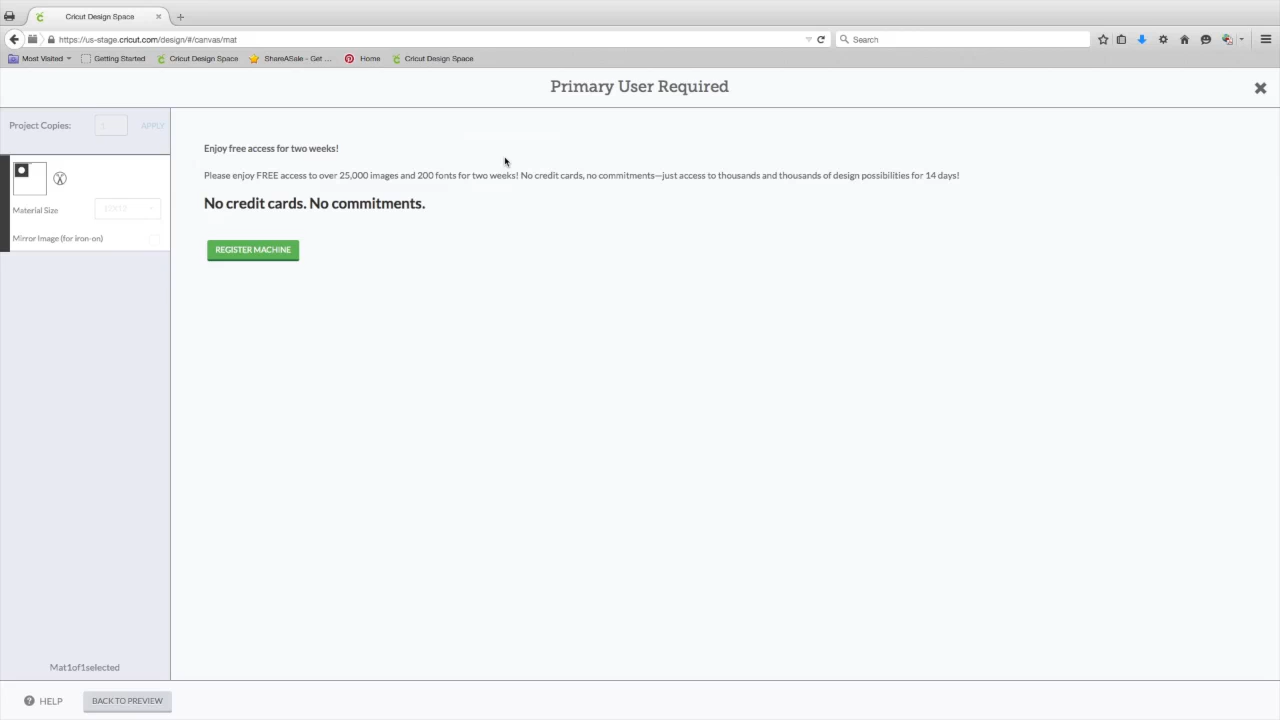 Cricut Design Space
https://us-stage.cricut.com/design/#/canvas/mat
Search
Most Visited
Getting Started
Cricut Design Space
ShareASale - Get ...
Home
Cricut Design Space
Primary User Required
Project Copies:
1
APPLY
Enjoy free access for two weeks!
Please enjoy FREE access to over 25,000 images and 200 fonts for two weeks! No credit cards, no commitments—just access to thousands and thousands of design possibilities for 14 days!
No credit cards. No commitments.
REGISTER MACHINE
Material Size
Mirror Image (for iron-on)
Mat1of1selected
HELP
BACK TO PREVIEW